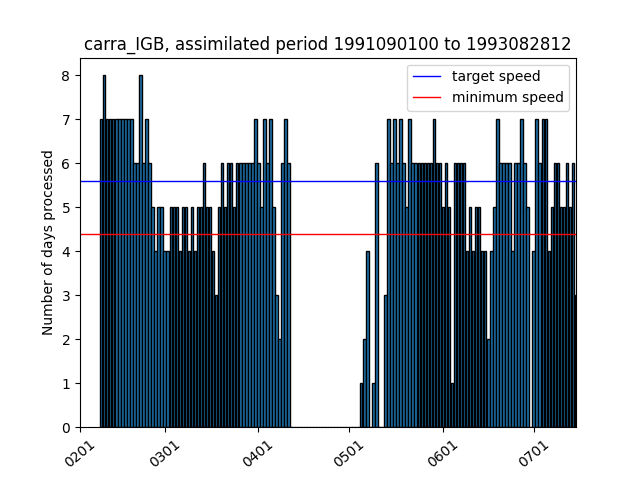 carra_IGB, assimilated period 1991090100 to 1993082812
target speed
minimum speed
Number of days processed
8
7
6
5
4
3
2
1
0
0201 0301 0401 0501 0601 0701